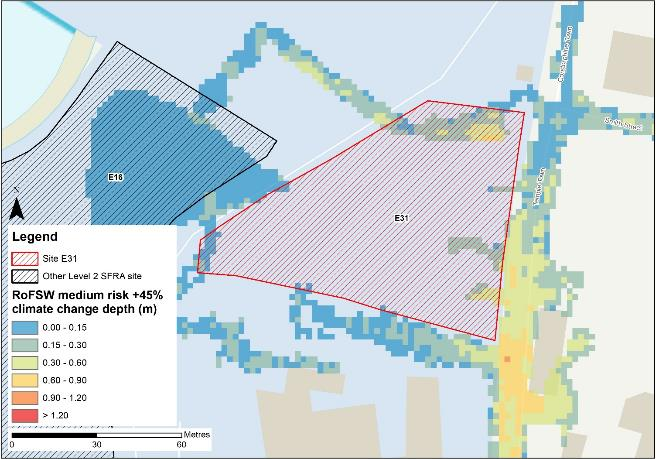 E16
E31
N
Legend
Site E31
Other Level 2 SFRA site
RoFSW medium risk +45%
climate change depth (m)
0.00 - 0.15
0.15 - 0.30
0.30 - 0.60
0.60 - 0.90
0.90 - 1.20
> 1.20
Metres
0 30 60